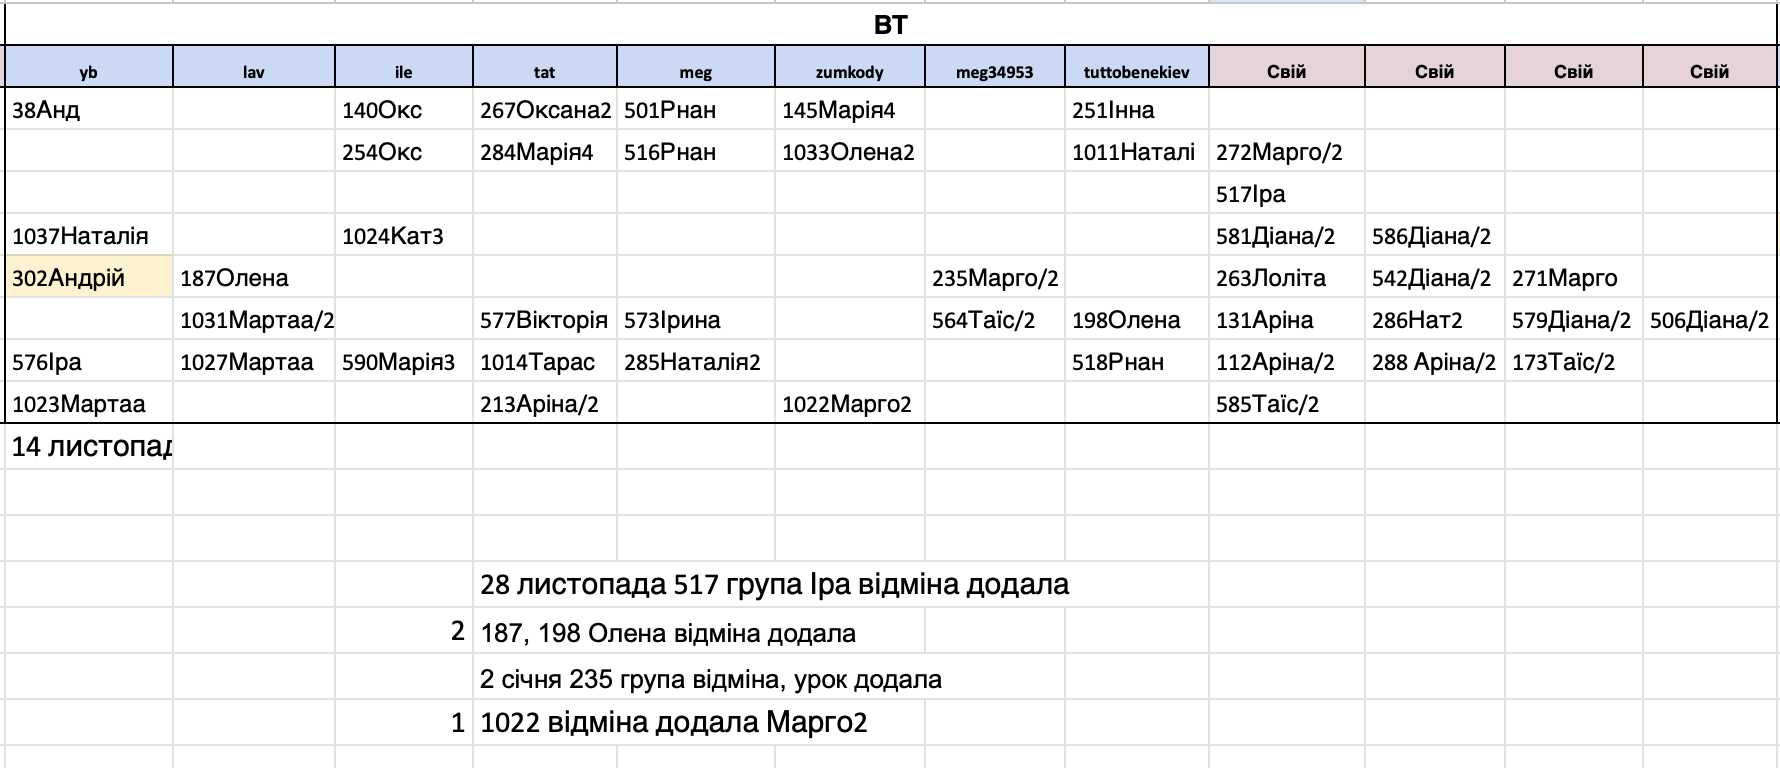 ВТ
yb lav ile tat meg zumkody meg34953 tuttobenekiev Свій Свій Свій Свій
38Анд 140Окс 267Оксана2 501Рнан 145Марія4 251Інна
254Окс 284Марія4 516Рнан 1033Олена2 1011Наталі 272Марго/2
517Іра
1037Наталія 1024Кат3 581Діана/2 586Діана/2
302Андрій 187Олена 235Марго/2 263Лоліта 542Діана/2 271Марго
1031Мартаа/2 577Вікторія 573Ірина 564Таїс/2 198Олена 131Аріна 286Нат2 579Діана/2 506Діана/2
576Іра 1027Мартаа 590Марія3 1014Тарас 285Наталія2 518Рнан 112Аріна/2 288 Аріна/2 173Таїс/2
1023Мартаа 213Аріна/2 1022Марго2 585Таїс/2
14 листопад
28 листопада 517 група Іра відміна додала
2 187, 198 Олена відміна додала
2 січня 235 група відміна, урок додала
1 1022 відміна додала Марго2